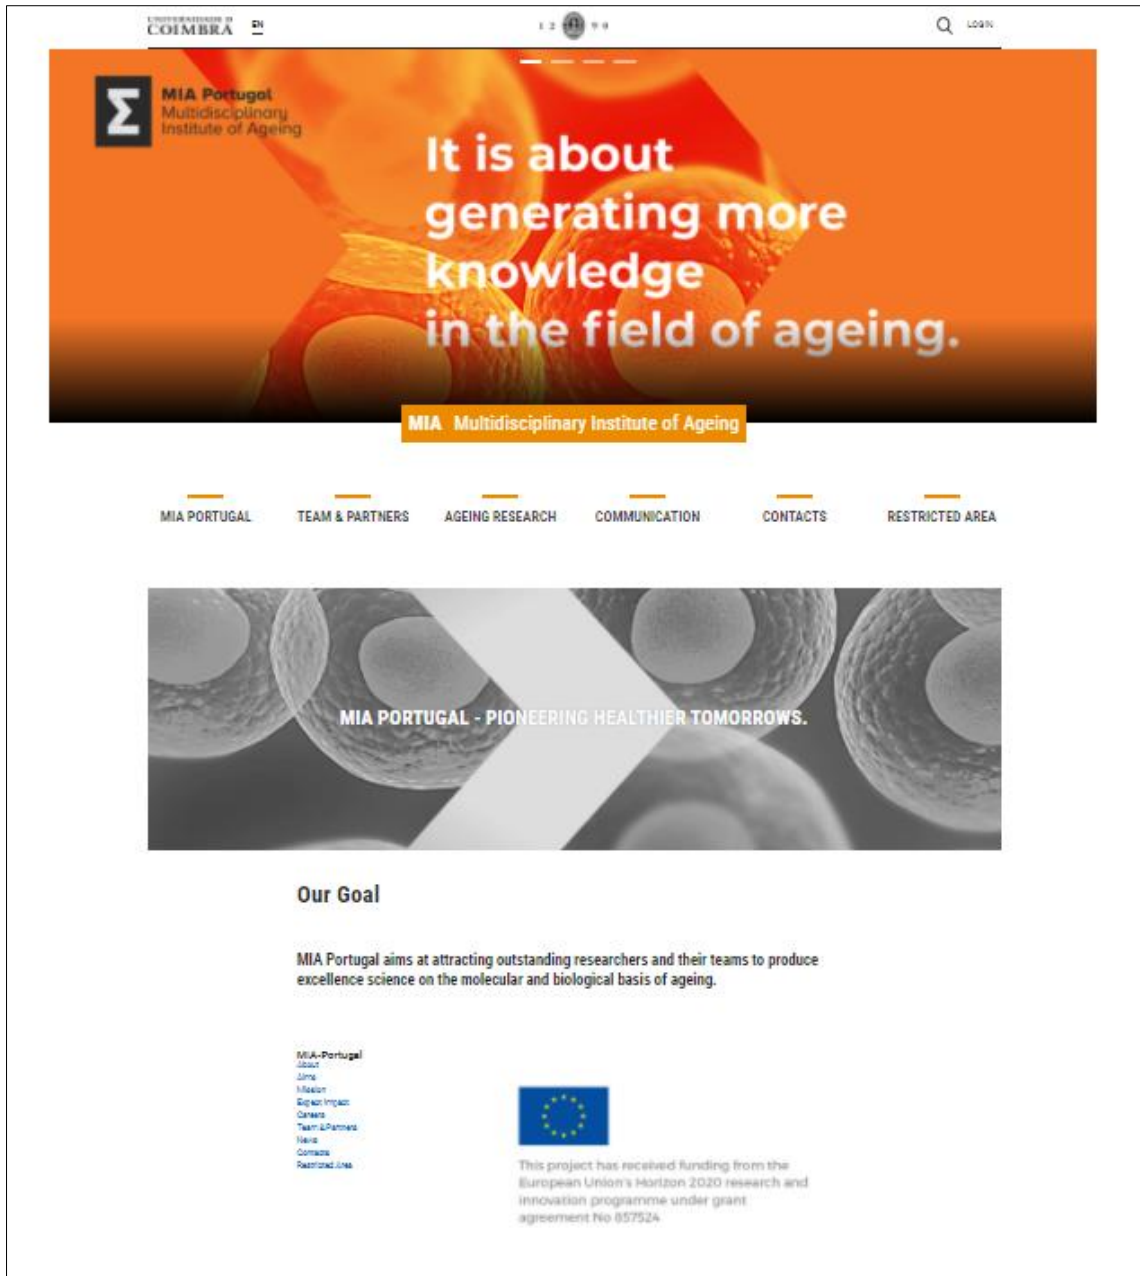 UNIVERSIDADE D
COIMBRA
EN
12 90
LOGIN
MIA Portugal
Multidisciplinary
Institute of Ageing
It is about
generating more
knowledge
in the field of ageing.
MIA Multidisciplinary Institute of Ageing
MIA PORTUGAL TEAM & PARTNERS AGEING RESEARCH COMMUNICATION CONTACTS RESTRICTED AREA
MIA PORTUGAL - PIONEERING HEALTHIER TOMORROWS.
Our Goal
MIA Portugal aims at attracting outstanding researchers and their teams to produce
excellence science on the molecular and biological basis of ageing.
MIA-Portugal
About
Aims
Mission
Expect Impact
Careers
Team & Partners
News
Contacts
Restricted Area
This project has received funding from the
European Union's Horizon 2020 research and
innovation programme under grant
agreement No 857524